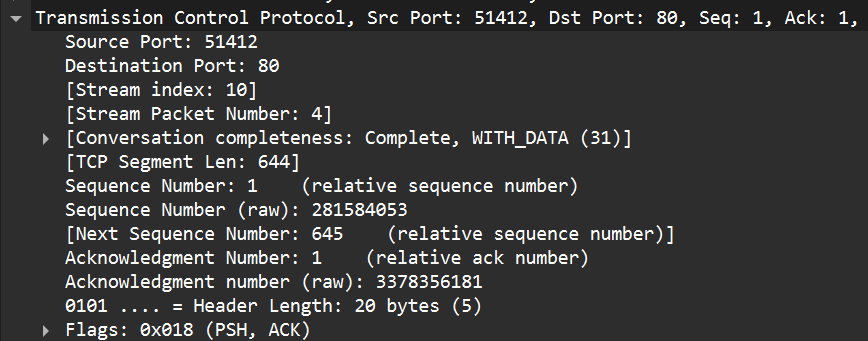 Transmission Control Protocol, Src Port: 51412, Dst Port: 80, Seq: 1, Ack: 1,
Source Port: 51412
Destination Port: 80
[Stream index: 10]
[Stream Packet Number: 4]
[Conversation completeness: Complete, WITH_DATA (31)]
[TCP Segment Len: 644]
Sequence Number: 1    (relative sequence number)
Sequence Number (raw): 281584053
[Next Sequence Number: 645    (relative sequence number)]
Acknowledgment Number: 1    (relative ack number)
Acknowledgment number (raw): 3378356181
0101 .... = Header Length: 20 bytes (5)
Flags: 0x018 (PSH, ACK)